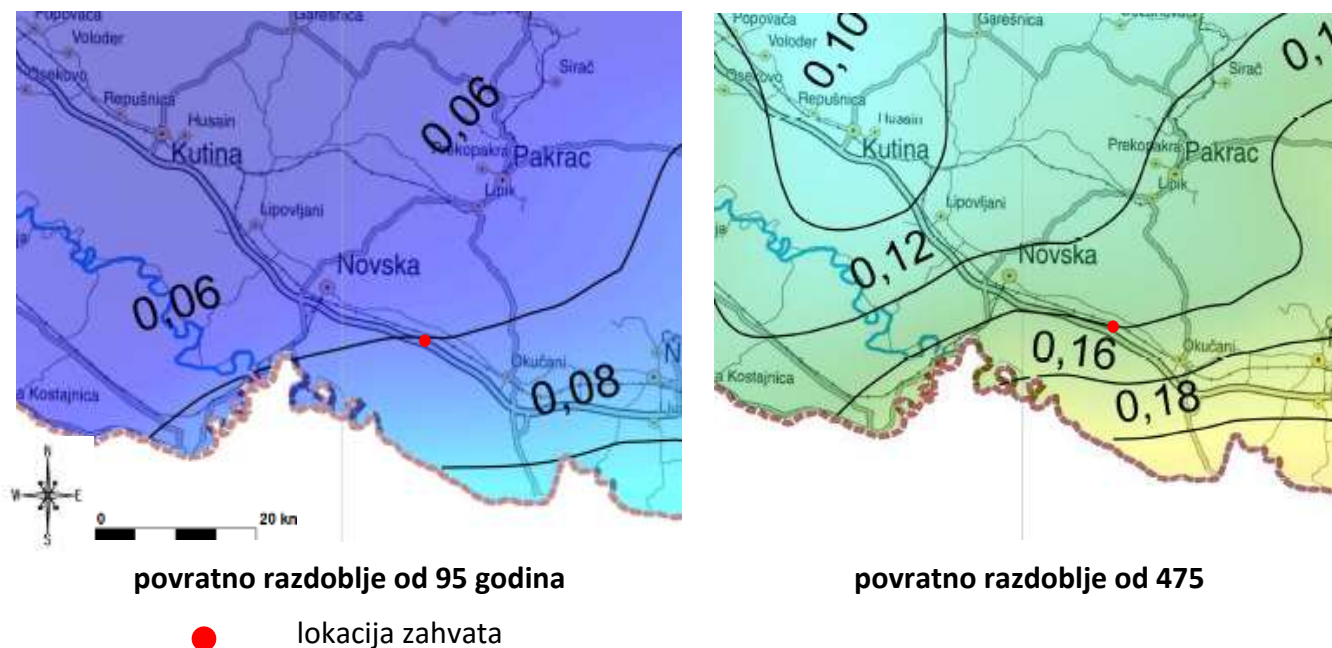 Popovača
Garešnica
Voloder
Osekovo
Sirač
Repušnica
0,06
Husain
Kutina
Prekopakra
Pakrac
Lipik
Lipovljani
Novska
0,06
Okučani
0,08
a Kostajnica
N
W
E
S
0
20 km
Popovača
Garešnica
Voloder
0,10
0,1
Osekovo
Sirač
Repušnica
Husain
Kutina
Prekopakra
Pakrac
Lipik
Lipovljani
ja
0,12
Novska
0,16
Okučani
a Kostajnica
0,18
povratno razdoblje od 95 godina
povratno razdoblje od 475
lokacija zahvata